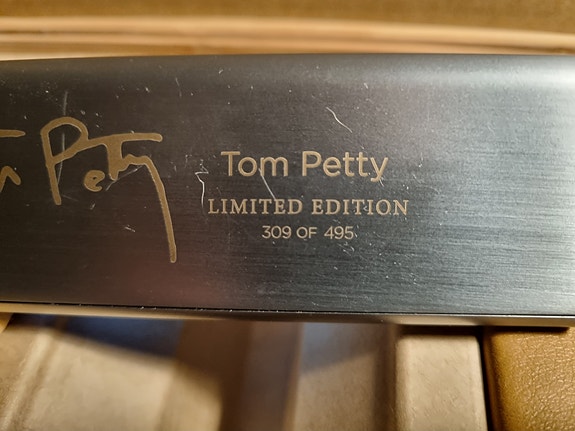 Petty
Tom Petty
LIMITED EDITION
309 OF 495